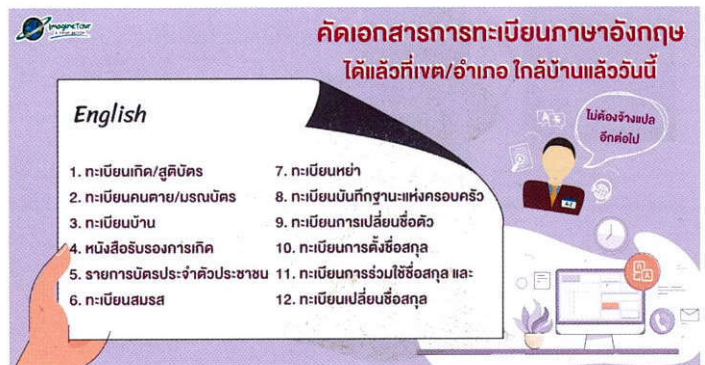 imagine tour
คัดเอกสารการทะเบียนภาษาอังกฤษ
ได้แล้วที่เขต/อำเภอ ใกล้บ้านแล้ววันนี้
English
ไม่ต้องจ้างแปล
อีกต่อไป
1. ทะเบียนเกิด/สูติบัตร
2. ทะเบียนคนตาย/มรณบัตร
3. ทะเบียนบ้าน
4. หนังสือรับรองการเกิด
5. รายการบัตรประจำตัวประชาชน
6. ทะเบียนสมรส
7. ทะเบียนหย่า
8. ทะเบียนบันทึกฐานะแห่งครอบครัว
9. ทะเบียนการเปลี่ยนชื่อตัว
10. ทะเบียนการตั้งชื่อสกุล
11. ทะเบียนการร่วมใช้ชื่อสกุล และ
12. ทะเบียนเปลี่ยนชื่อสกุล